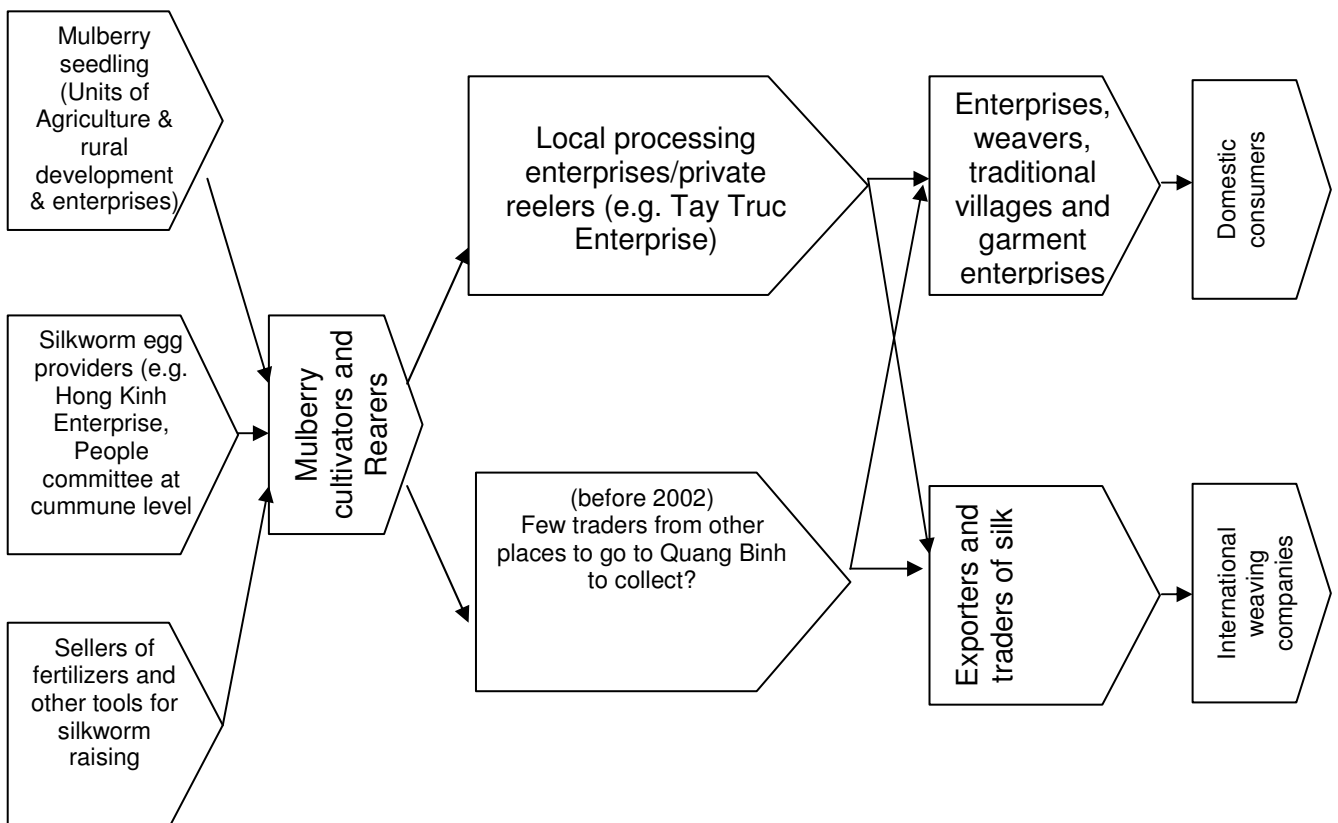 Mulberry
seedling
(Units of
Agriculture &
rural
development
& enterprises)
Silkworm egg
providers (e.g.
Hong Kinh
Enterprise,
People
committee at
cummune level
Sellers of
fertilizers and
other tools for
silkworm
raising
Mulberry
cultivators and
Rearers
Local processing
enterprises/private
reelers (e.g. Tay Truc
Enterprise)
(before 2002)
Few traders from other
places to go to Quang Binh
to collect?
Enterprises,
weavers,
traditional
villages and
garment
enterprises
Exporters and
traders of silk
Domestic
consumers
International
weaving
companies